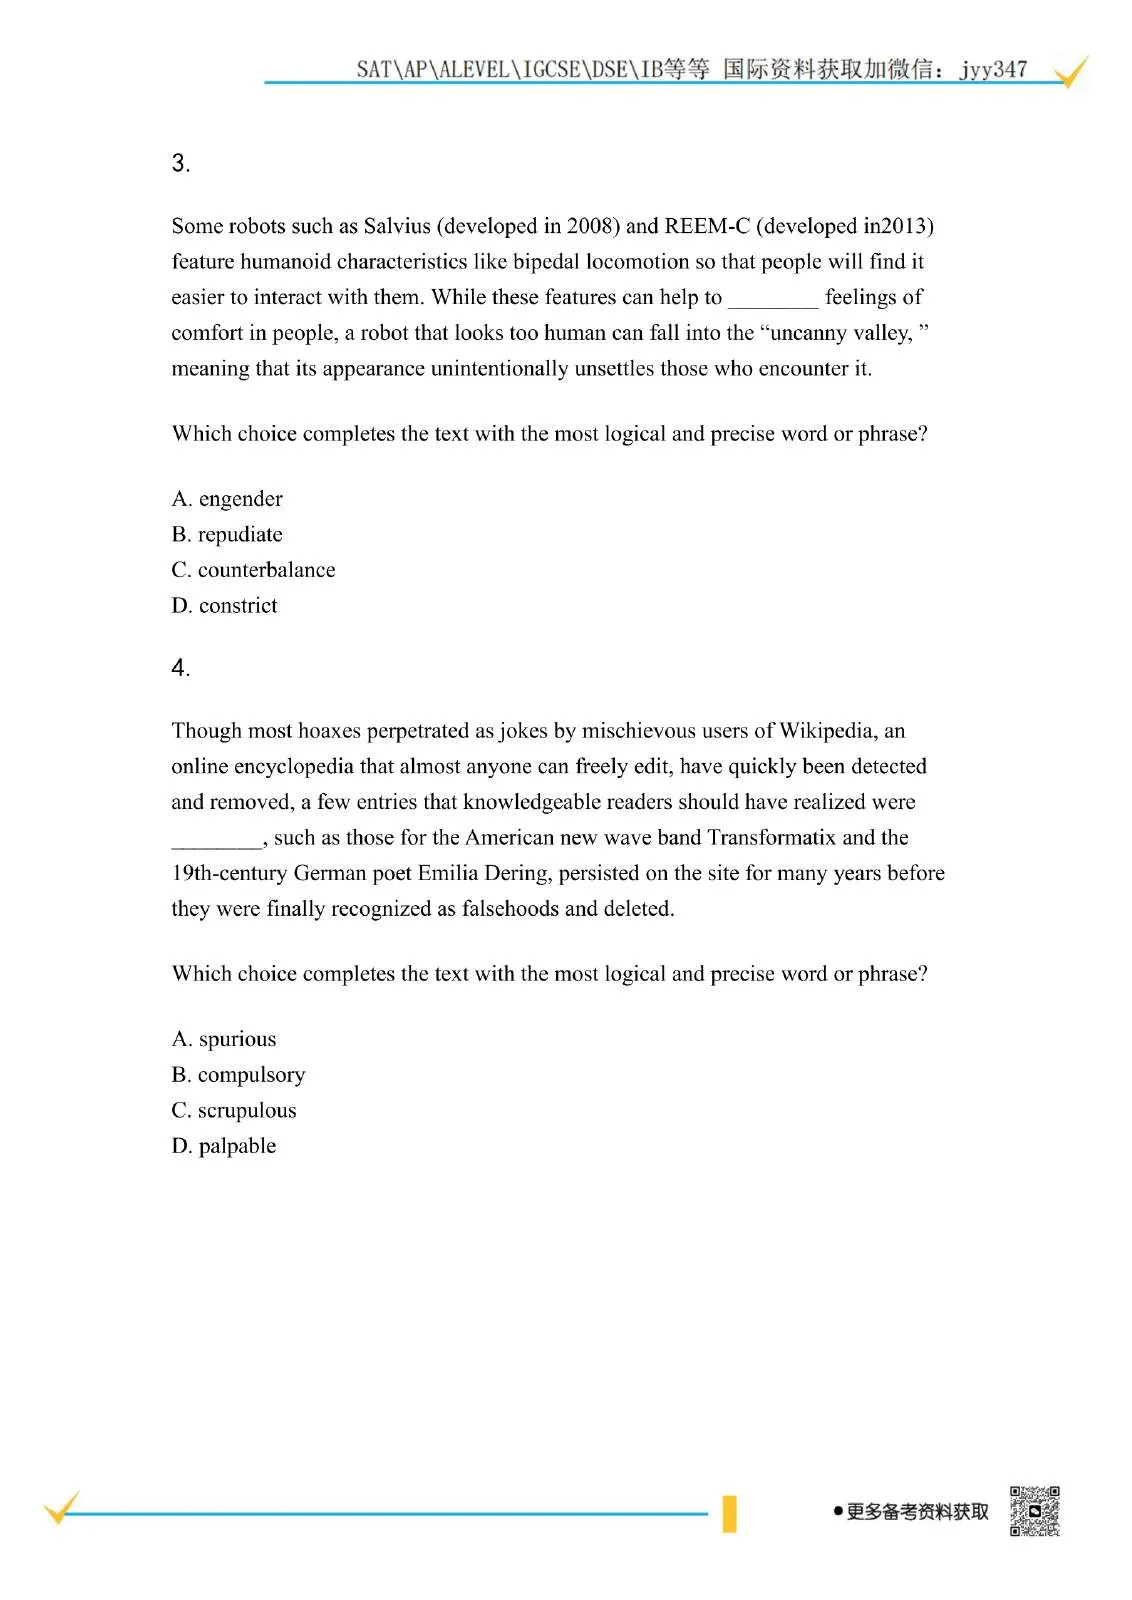 SAT\AP\ALEVEL\IGCSE\DSE\IB等等 国际资料获取加微信：jyy347
3.
Some robots such as Salvius (developed in 2008) and REEM-C (developed in2013)
feature humanoid characteristics like bipedal locomotion so that people will find it
easier to interact with them. While these features can help to ________ feelings of
comfort in people, a robot that looks too human can fall into the “uncanny valley, ”
meaning that its appearance unintentionally unsettles those who encounter it.
Which choice completes the text with the most logical and precise word or phrase?
A. engender
B. repudiate
C. counterbalance
D. constrict
4.
Though most hoaxes perpetrated as jokes by mischievous users of Wikipedia, an
online encyclopedia that almost anyone can freely edit, have quickly been detected
and removed, a few entries that knowledgeable readers should have realized were
________, such as those for the American new wave band Transformatix and the
19th-century German poet Emilia Dering, persisted on the site for many years before
they were finally recognized as falsehoods and deleted.
Which choice completes the text with the most logical and precise word or phrase?
A. spurious
B. compulsory
C. scrupulous
D. palpable
●更多备考资料获取